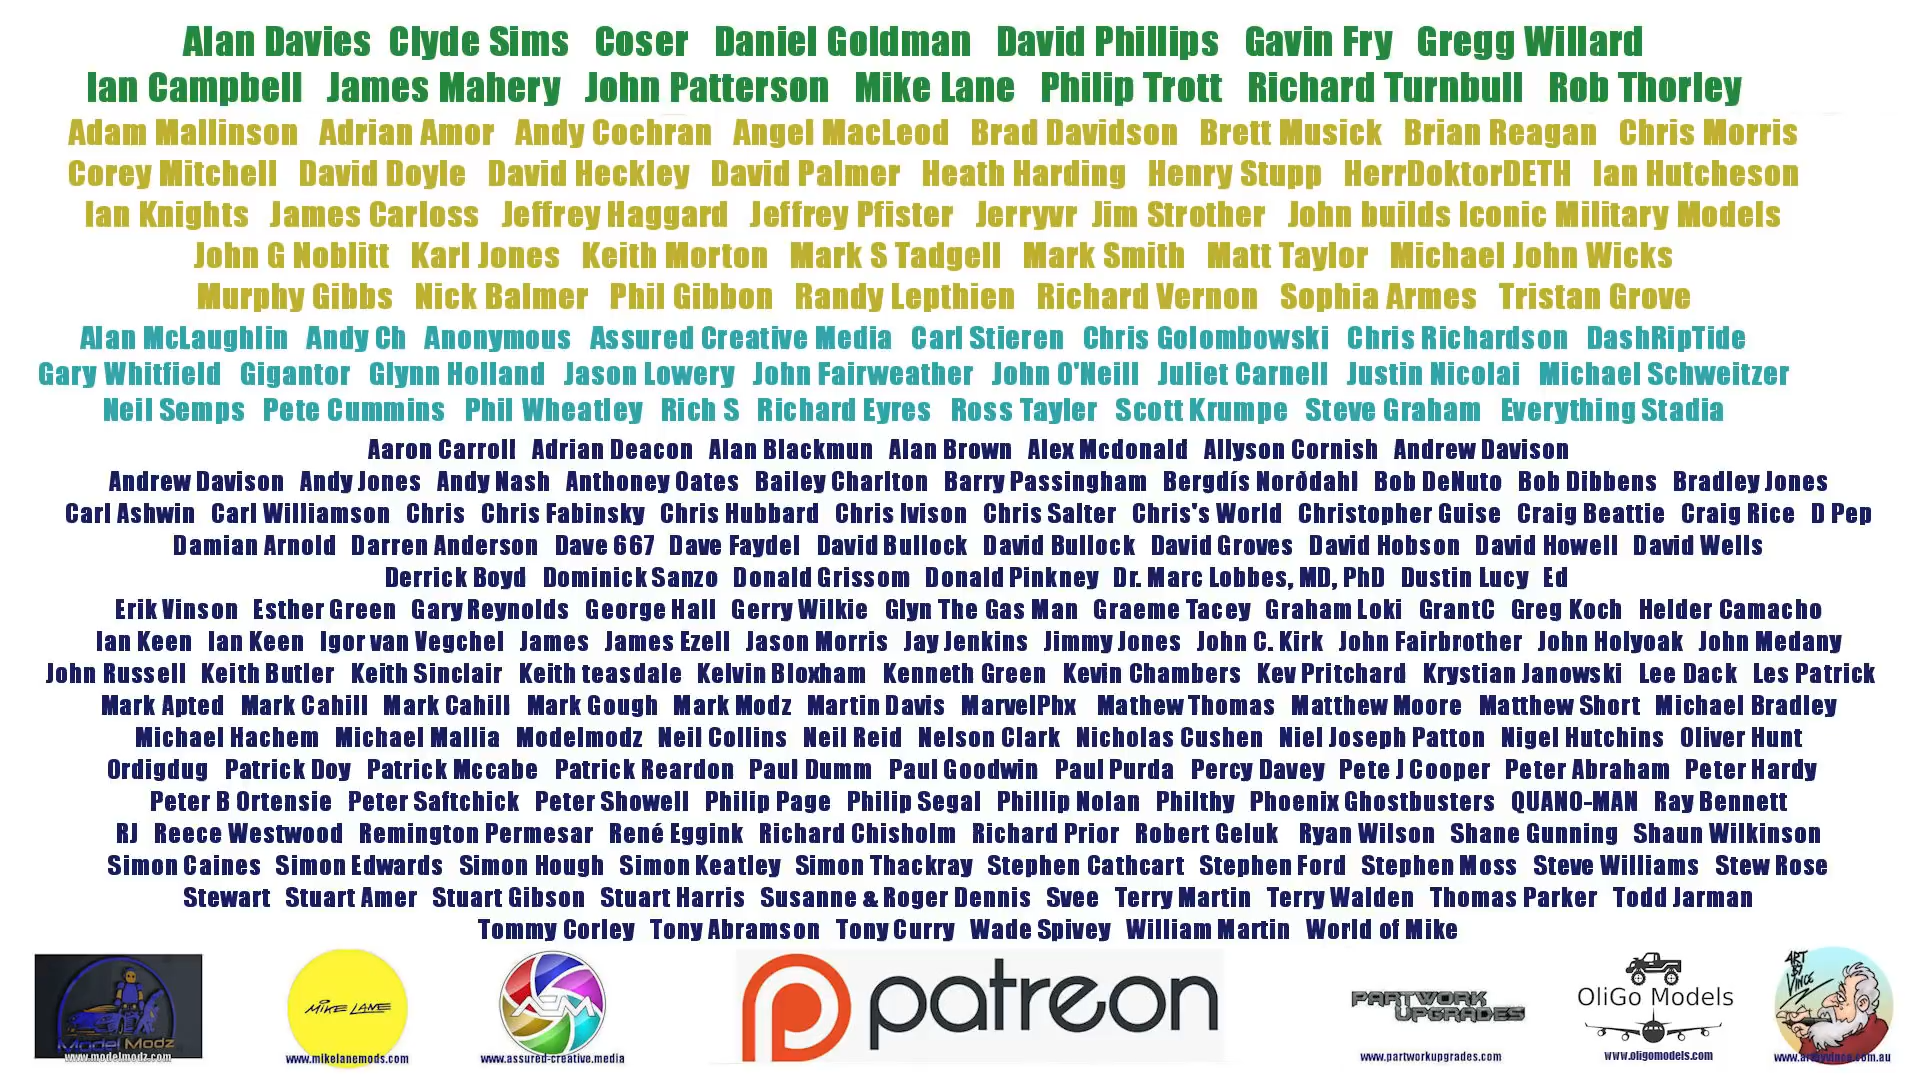 Alan Davies Clyde Sims Coser Daniel Goldman David Phillips Gavin Fry Gregg Willard
Ian Campbell James Mahery John Patterson Mike Lane Philip Trott Richard Turnbull Rob Thorley
Adam Mallinson Adrian Amor Andy Cochran Angel MacLeod Brad Davidson Brett Musick Brian Reagan Chris Morris
Corey Mitchell David Doyle David Heckley David Palmer Heath Harding Henry Stupp HerrDoktorDETH Ian Hutcheson
Ian Knights James Carloss Jeffrey Haggard Jeffrey Pfister Jerryvr Jim Strother John builds Iconic Military Models
John G Noblitt Karl Jones Keith Morton Mark S Tadgell Mark Smith Matt Taylor Michael John Wicks
Murphy Gibbs Nick Balmer Phil Gibbon Randy Lepthien Richard Vernon Sophia Armes Tristan Grove
Alan McLaughlin Andy Ch Anonymous Assured Creative Media Carl Stieren Chris Golombowski Chris Richardson DashRipTide
Gary Whitfield Gigantor Glynn Holland Jason Lowery John Fairweather John O'Neill Juliet Carnell Justin Nicolai Michael Schweitzer
Neil Semps Pete Cummins Phil Wheatley Rich S Richard Eyres Ross Tayler Scott Krumpe Steve Graham Everything Stadia
Aaron Carroll Adrian Deacon Alan Blackmun Alan Brown Alex Mcdonald Allyson Cornish Andrew Davison
Andrew Davison Andy Jones Andy Nash Anthoney Oates Bailey Charlton Barry Passingham Bergdís Norðdahl Bob DeNuto Bob Dibbens Bradley Jones
Carl Ashwin Carl Williamson Chris Chris Fabinsky Chris Hubbard Chris Ivison Chris Salter Chris's World Christopher Guise Craig Beattie Craig Rice D Pep
Damian Arnold Darren Anderson Dave 667 Dave Faydel David Bullock David Bullock David Groves David Hobson David Howell David Wells
Derrick Boyd Dominick Sanzo Donald Grissom Donald Pinkney Dr. Marc Lobbes, MD, PhD Dustin Lucy Ed
Erik Vinson Esther Green Gary Reynolds George Hall Gerry Wilkie Glyn The Gas Man Graeme Tacey Graham Loki GrantC Greg Koch Helder Camacho
Ian Keen Ian Keen Igor van Vegchel James James Ezell Jason Morris Jay Jenkins Jimmy Jones John C. Kirk John Fairbrother John Holyoak John Medany
John Russell Keith Butler Keith Sinclair Keith teasdale Kelvin Bloxham Kenneth Green Kevin Chambers Kev Pritchard Krystian Janowski Lee Dack Les Patrick
Mark Apted Mark Cahill Mark Cahill Mark Gough Mark Modz Martin Davis MarvelPhx Mathew Thomas Matthew Moore Matthew Short Michael Bradley
Michael Hachem Michael Mallia Modelmodz Neil Collins Neil Reid Nelson Clark Nicholas Cushen Niel Joseph Patton Nigel Hutchins Oliver Hunt
Ordigdug Patrick Doy Patrick Mccabe Patrick Reardon Paul Dumm Paul Goodwin Paul Purda Percy Davey Pete J Cooper Peter Abraham Peter Hardy
Peter B Ortensie Peter Saftchick Peter Showell Philip Page Philip Segal Phillip Nolan Philthy Phoenix Ghostbusters QUANO-MAN Ray Bennett
RJ Reece Westwood Remington Permesar René Eggink Richard Chisholm Richard Prior Robert Geluk Ryan Wilson Shane Gunning Shaun Wilkinson
Simon Caines Simon Edwards Simon Hough Simon Keatley Simon Thackray Stephen Cathcart Stephen Ford Stephen Moss Steve Williams Stew Rose
Stewart Stuart Amer Stuart Gibson Stuart Harris Susanne & Roger Dennis Svee Terry Martin Terry Walden Thomas Parker Todd Jarman
Tommy Corley Tony Abramson Tony Curry Wade Spivey William Martin World of Mike
Model Modz
www.modelmodz.com
MIKE LANE
www.mikelanemods.com
ACM
www.assured-creative.media
patreon
PARTWORK
UPGRADES
www.partworkupgrades.com
OliGo Models
www.oligomodels.com
ART
BY
VINCE
www.artbyvince.com.au